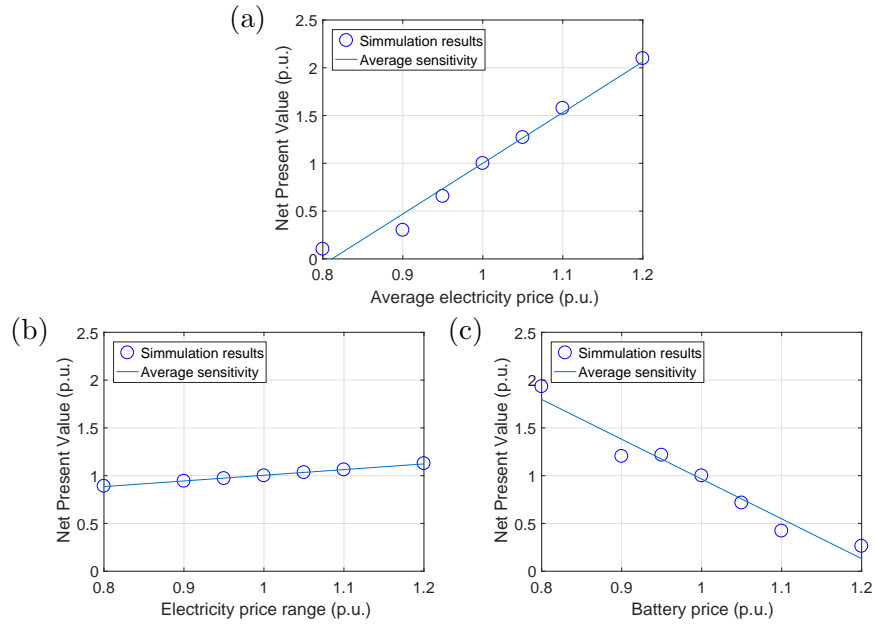 (a)
2.5
2
1.5
1
0.5
0
Net Present Value (p.u.)
Simmulation results
Average sensitivity
0.8 0.9 1 1.1 1.2
Average electricity price (p.u.)
(b)
2.5
2
1.5
1
0.5
0
Net Present Value (p.u.)
Simmulation results
Average sensitivity
0.8 0.9 1 1.1 1.2
Electricity price range (p.u.)
(c)
2.5
2
1.5
1
0.5
0
Net Present Value (p.u.)
Simmulation results
Average sensitivity
0.8 0.9 1 1.1 1.2
Battery price (p.u.)